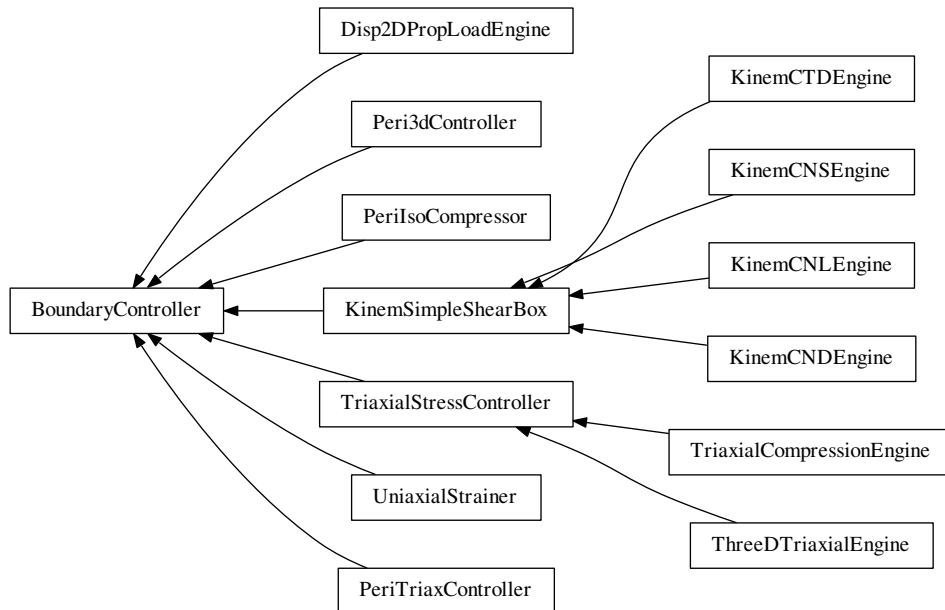 Disp2DPropLoadEngine
KinemCTDEngine
Peri3dController
KinemCNSEngine
PeriIsoCompressor
KinemCNLEngine
BoundaryController
KinemSimpleShearBox
KinemCNDEngine
TriaxialStressController
TriaxialCompressionEngine
UniaxialStrainer
ThreeDTriaxialEngine
PeriTriaxController